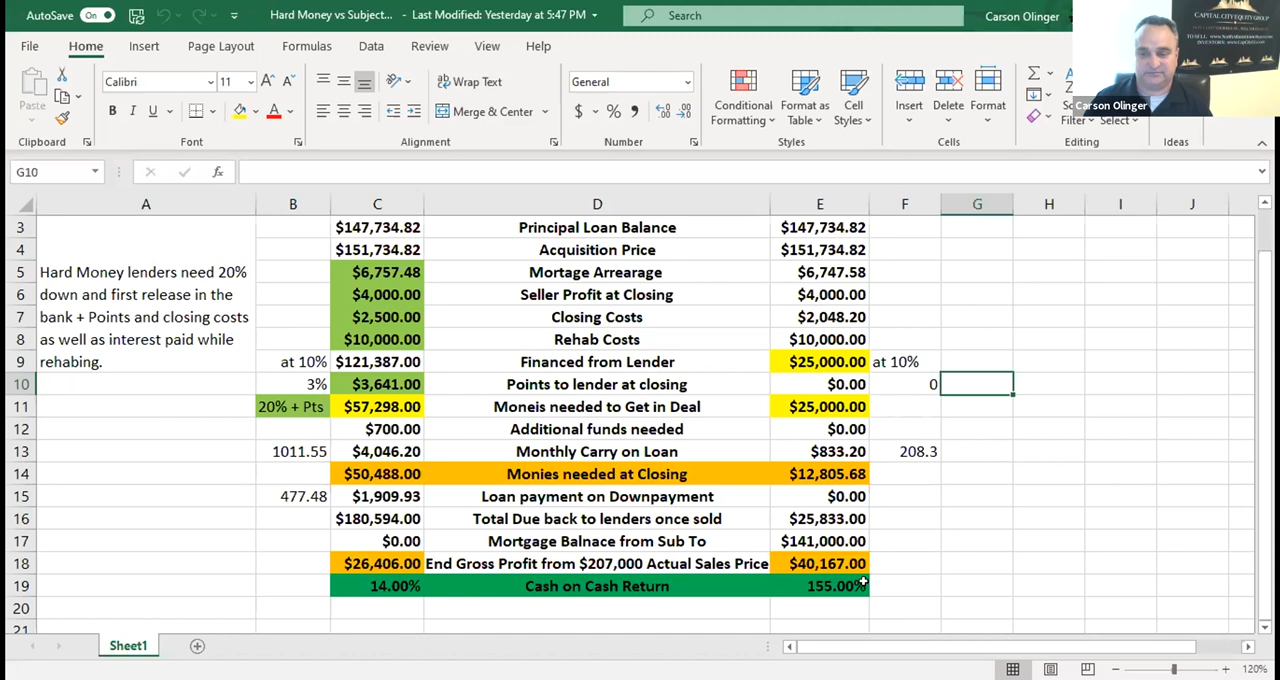 AutoSave On Hard Money vs Subject... - Last Modified: Yesterday at 5:47 PM Search Carson Olinger
CAPITAL CITY EQUITY GROUP
File Home Insert Page Layout Formulas Data Review View Help
Paste Calibri 11 Wrap Text General
B I U Merge & Center $ % Conditional Formatting Format as Table Cell Styles Insert Delete Format Filter Select
Carson Olinger
Clipboard Font Alignment Number Styles Cells Editing Ideas
G10 fx
A B C D E F G H I J
3 $147,734.82 Principal Loan Balance $147,734.82
4 $151,734.82 Acquisition Price $151,734.82
5 Hard Money lenders need 20% $6,757.48 Mortage Arrearage $6,747.58
6 down and first release in the $4,000.00 Seller Profit at Closing $4,000.00
7 bank + Points and closing costs $2,500.00 Closing Costs $2,048.20
8 as well as interest paid while $10,000.00 Rehab Costs $10,000.00
9 rehabing. at 10% $121,387.00 Financed from Lender $25,000.00 at 10%
10 3% $3,641.00 Points to lender at closing $0.00 0
11 20% + Pts $57,298.00 Moneis needed to Get in Deal $25,000.00
12 $700.00 Additional funds needed $0.00
13 1011.55 $4,046.20 Monthly Carry on Loan $833.20 208.3
14 $50,488.00 Monies needed at Closing $12,805.68
15 477.48 $1,909.93 Loan payment on Downpayment $0.00
16 $180,594.00 Total Due back to lenders once sold $25,833.00
17 $0.00 Mortgage Balnace from Sub To $141,000.00
18 $26,406.00 End Gross Profit from $207,000 Actual Sales Price $40,167.00
19 14.00% Cash on Cash Return 155.00%
20
21
Sheet1
120%